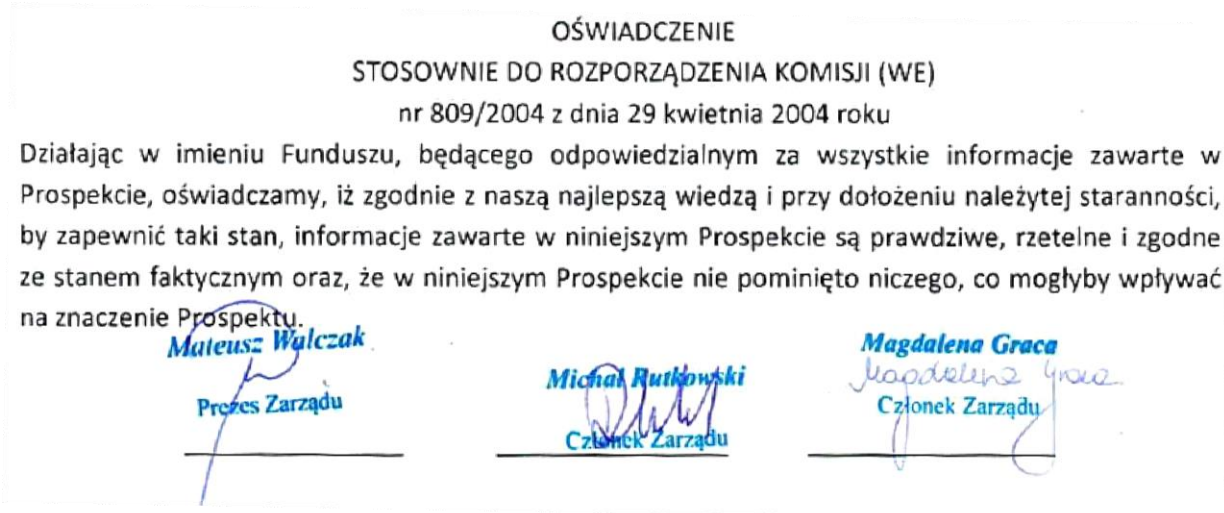 OŚWIADCZENIE
STOSOWNIE DO ROZPORZĄDZENIA KOMISJI (WE)
nr 809/2004 z dnia 29 kwietnia 2004 roku
Działając w imieniu Funduszu, będącego odpowiedzialnym za wszystkie informacje zawarte w
Prospekcie, oświadczamy, iż zgodnie z naszą najlepszą wiedzą i przy dołożeniu należytej staranności,
by zapewnić taki stan, informacje zawarte w niniejszym Prospekcie są prawdziwe, rzetelne i zgodne
ze stanem faktycznym oraz, że w niniejszym Prospekcie nie pominięto niczego, co mogłyby wpływać
na znaczenie Prospektu.
Mateusz Walczak
Prezes Zarządu
Michał Rutkowski
Członek Zarządu
Magdalena Graca
Magdalena Graca
Członek Zarządu